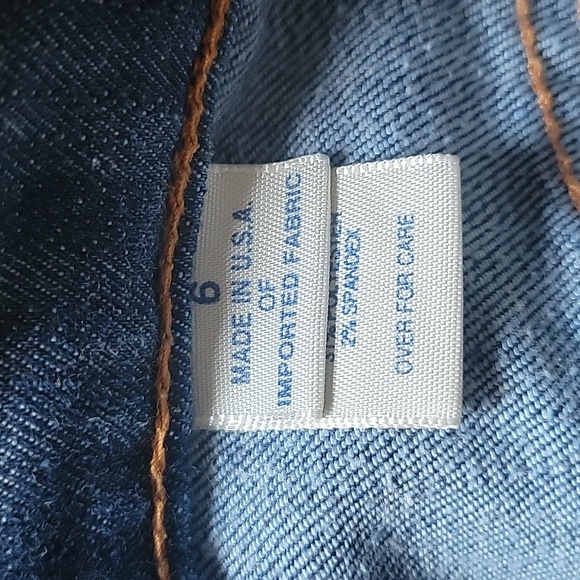 6
MADE IN U.S.A.
OF
IMPORTED FABRIC
2% SPANDEX
OVER FOR CARE